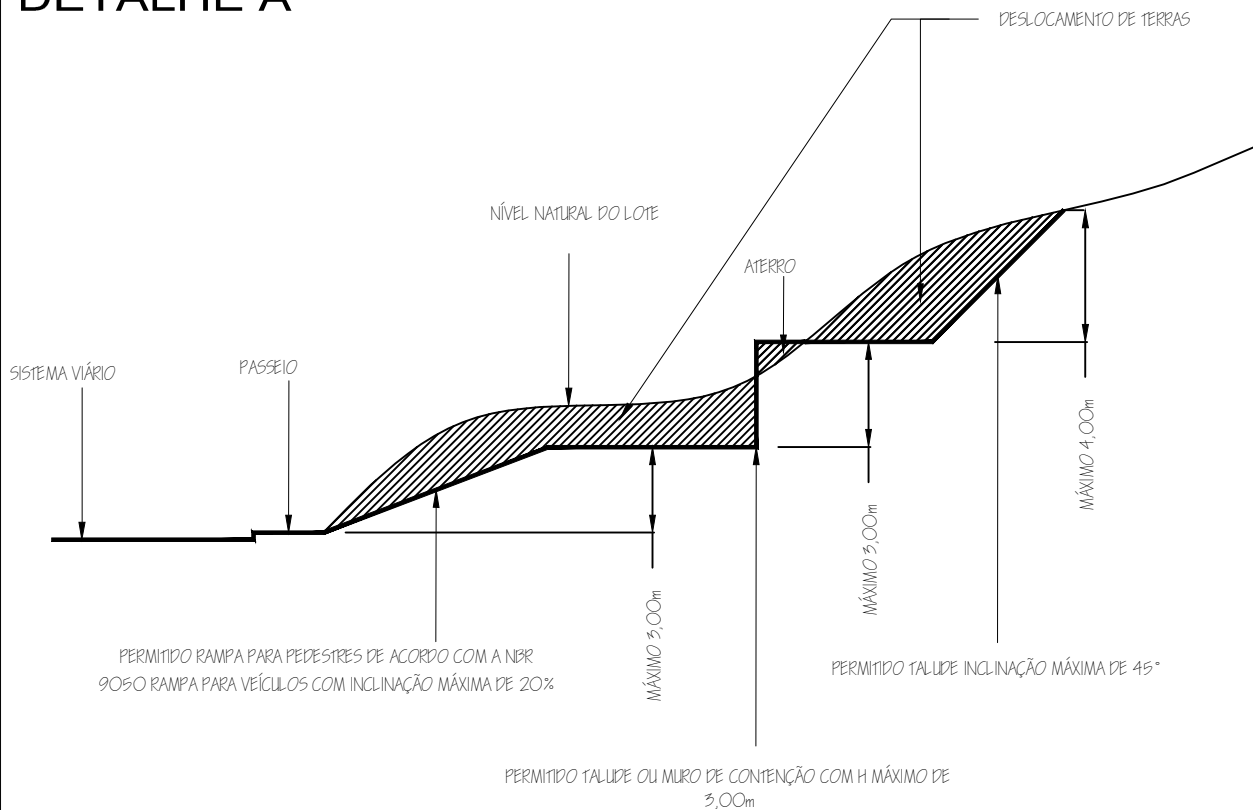 DETALHE A
DESLOCAMENTO DE TERRAS
NÍVEL NATURAL DO LOTE
ATERRO
SISTEMA VIÁRIO
PASSEIO
MÁXIMO 4,00m
MÁXIMO 3,00m
MÁXIMO 3,00m
PERMITIDO RAMPA PARA PEDESTRES DE ACORDO COM A NBR
9050 RAMPA PARA VEÍCULOS COM INCLINAÇÃO MÁXIMA DE 20%
PERMITIDO TALUDE INCLINAÇÃO MÁXIMA DE 45°
PERMITIDO TALUDE OU MURO DE CONTENÇÃO COM H MÁXIMO DE
3,00m